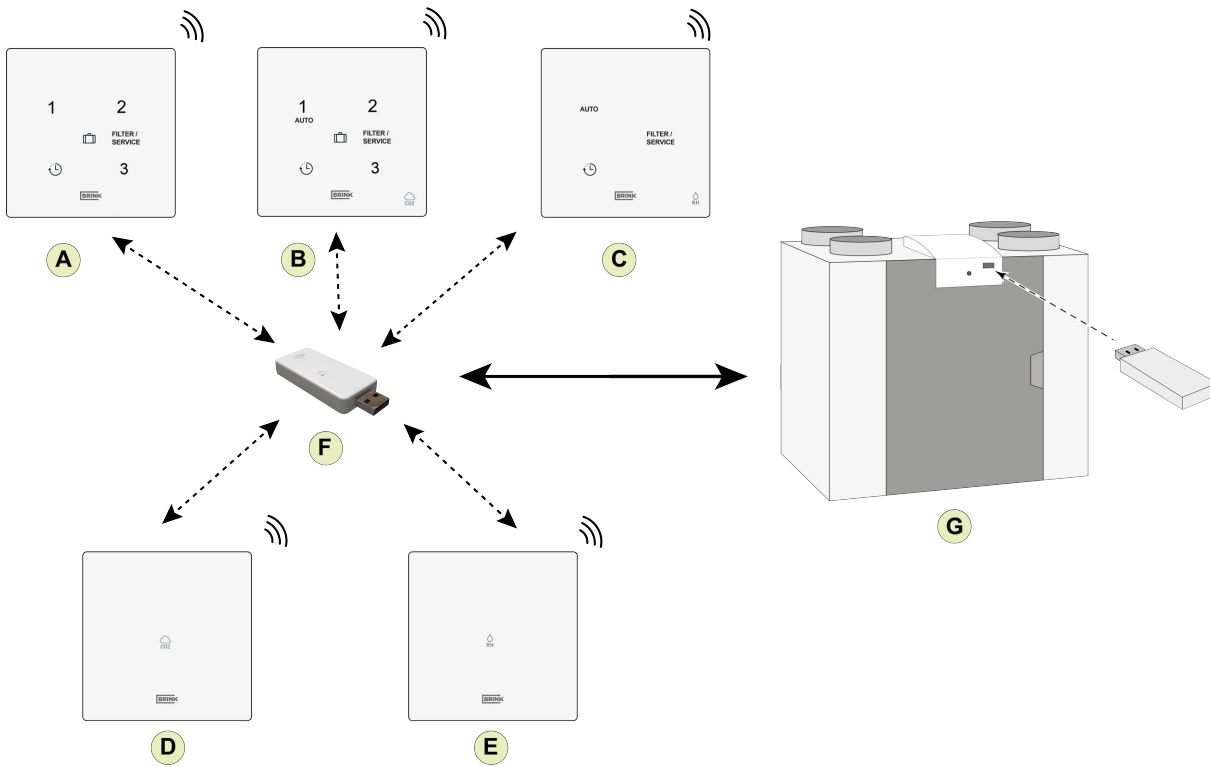 1
2
FILTER /
SERVICE
3
BRINK
A
1
AUTO
2
FILTER /
SERVICE
3
BRINK
CO2
B
AUTO
FILTER /
SERVICE
BRINK
RH
C
F
G
CO2
BRINK
D
RH
BRINK
E